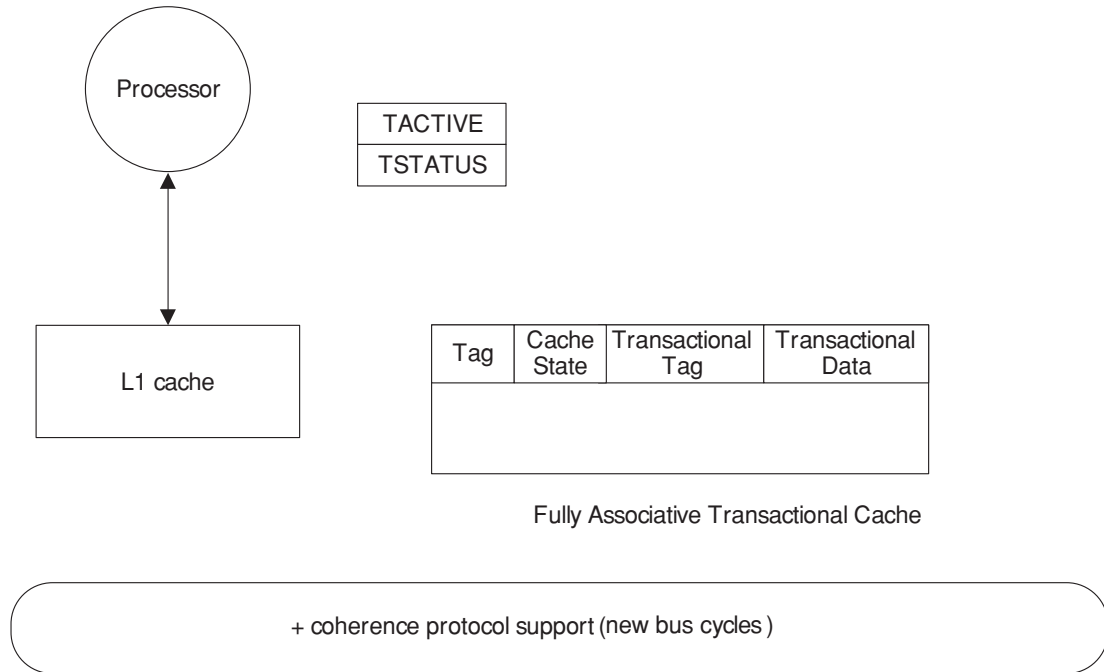 Processor
TACTIVE
TSTATUS
L1 cache
Tag
Cache
State
Transactional
Tag
Transactional
Data
Fully Associative Transactional Cache
+ coherence protocol support (new bus cycles )